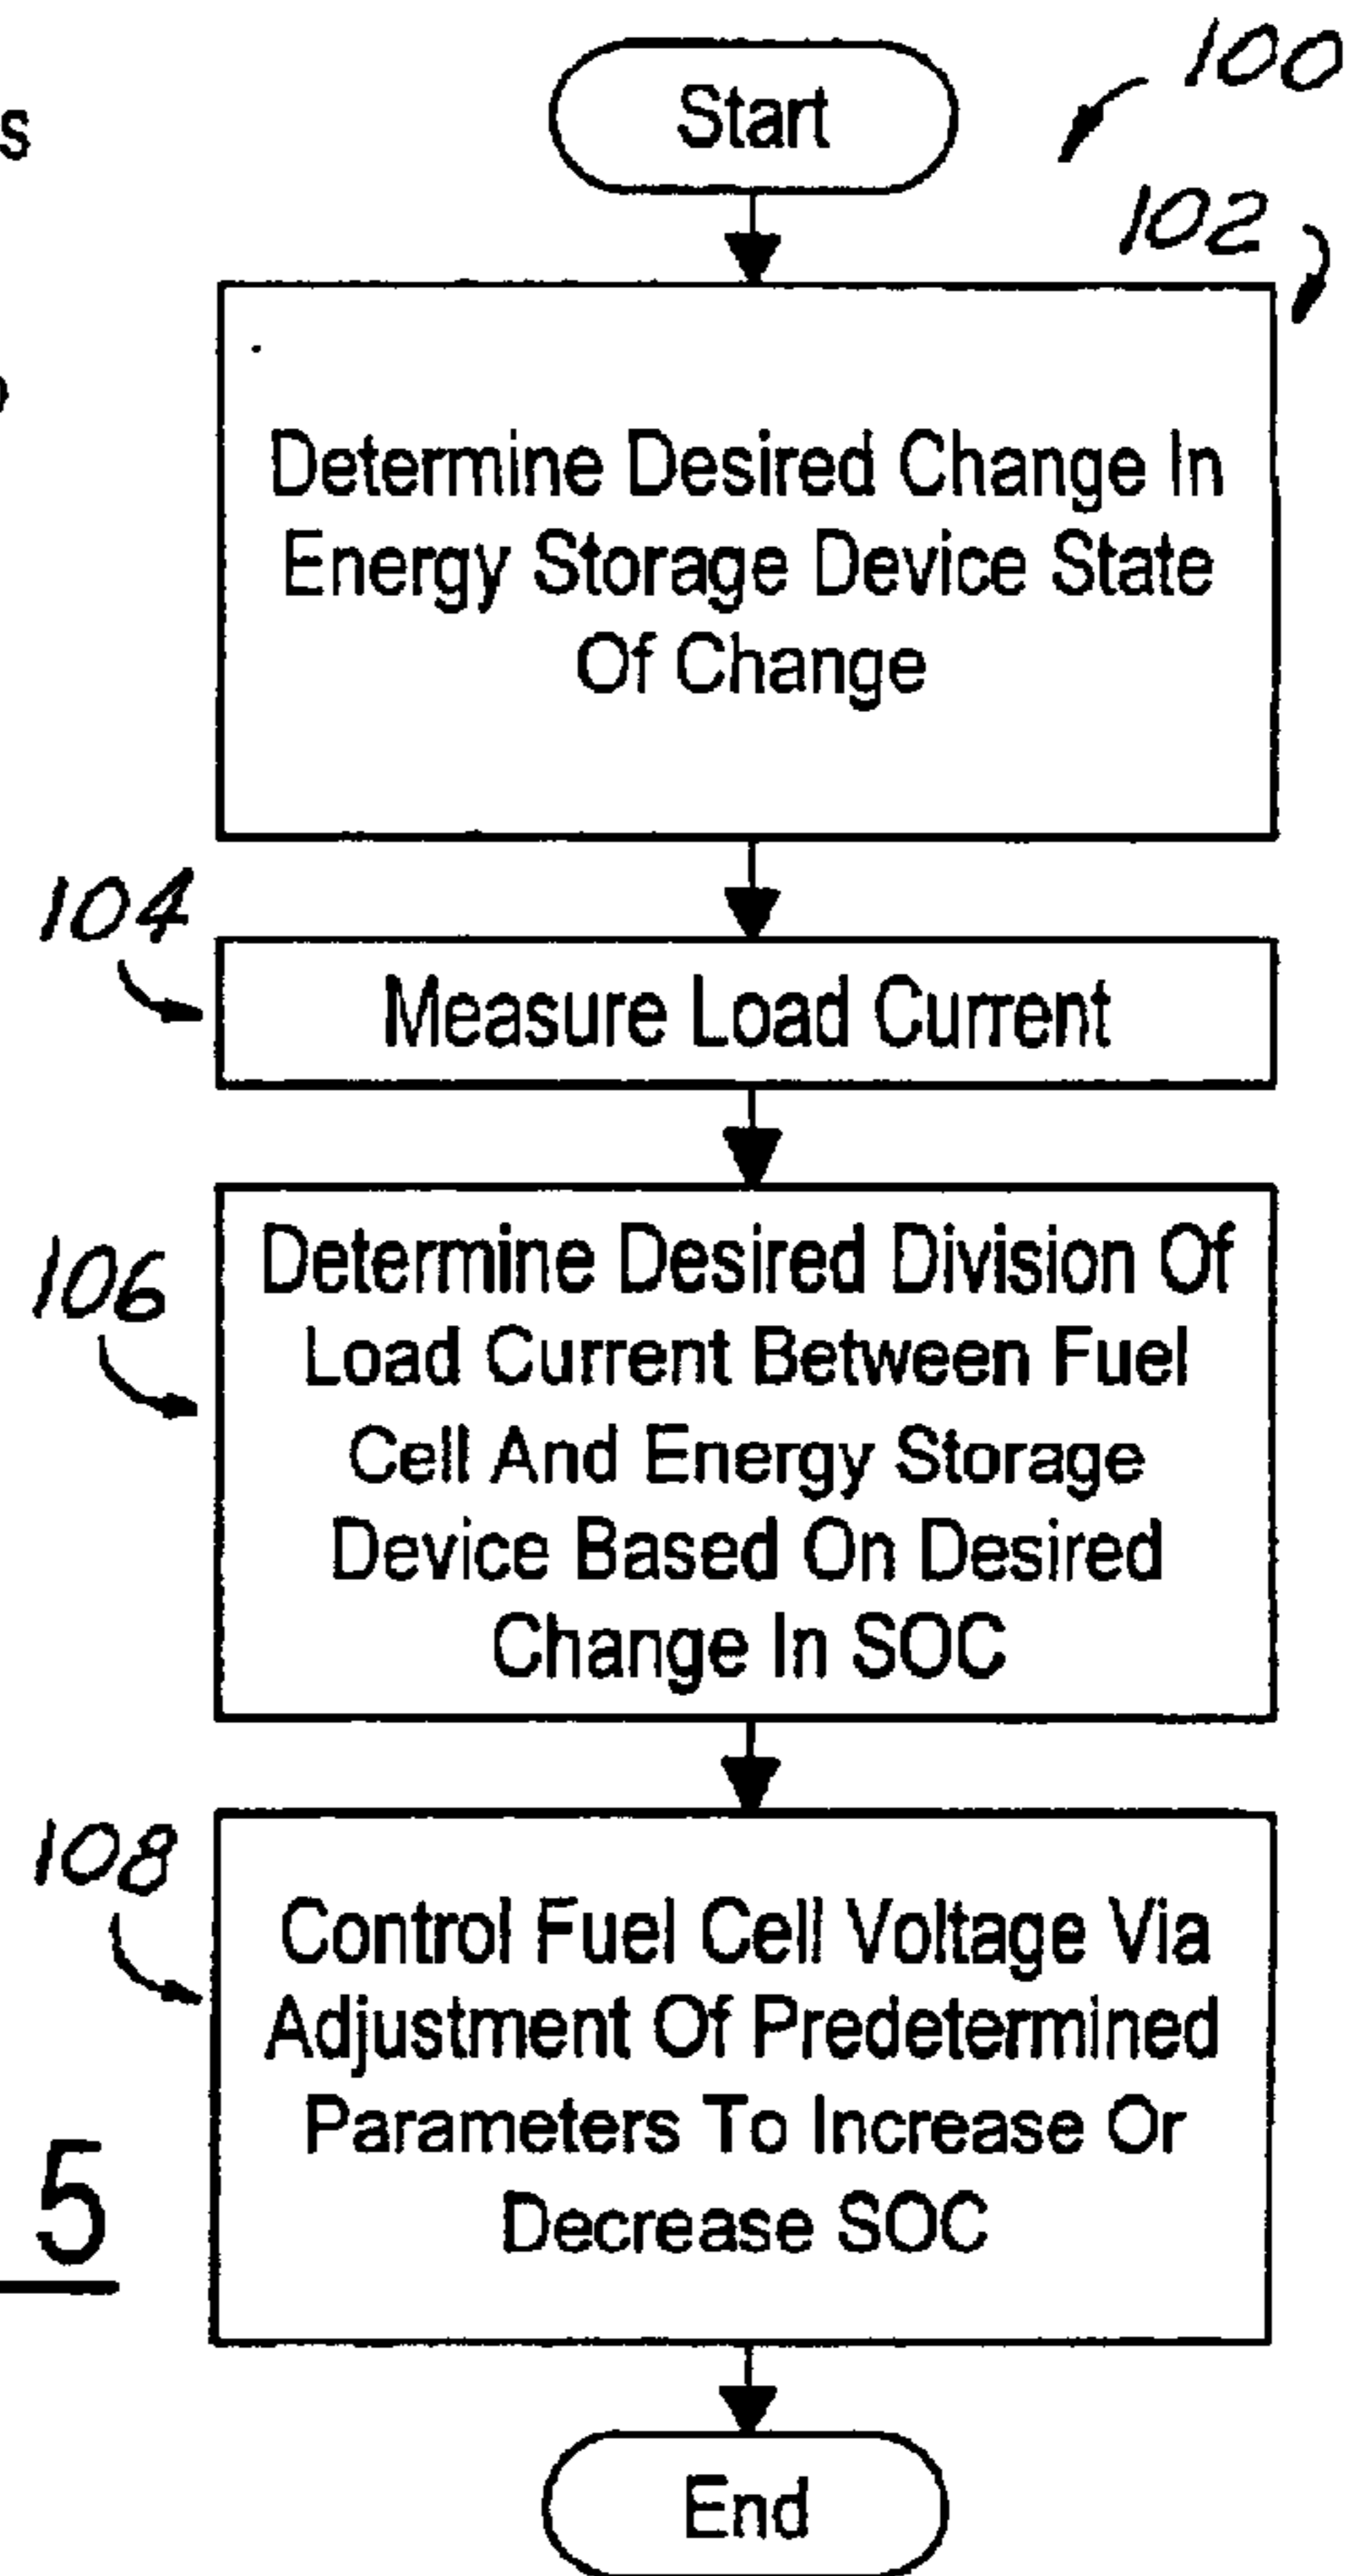 s
Start
100
102
Determine Desired Change In
Energy Storage Device State
Of Change
104
Measure Load Current
106
Determine Desired Division Of
Load Current Between Fuel
Cell And Energy Storage
Device Based On Desired
Change In SOC
108
Control Fuel Cell Voltage Via
Adjustment Of Predetermined
Parameters To Increase Or
Decrease SOC
5
End